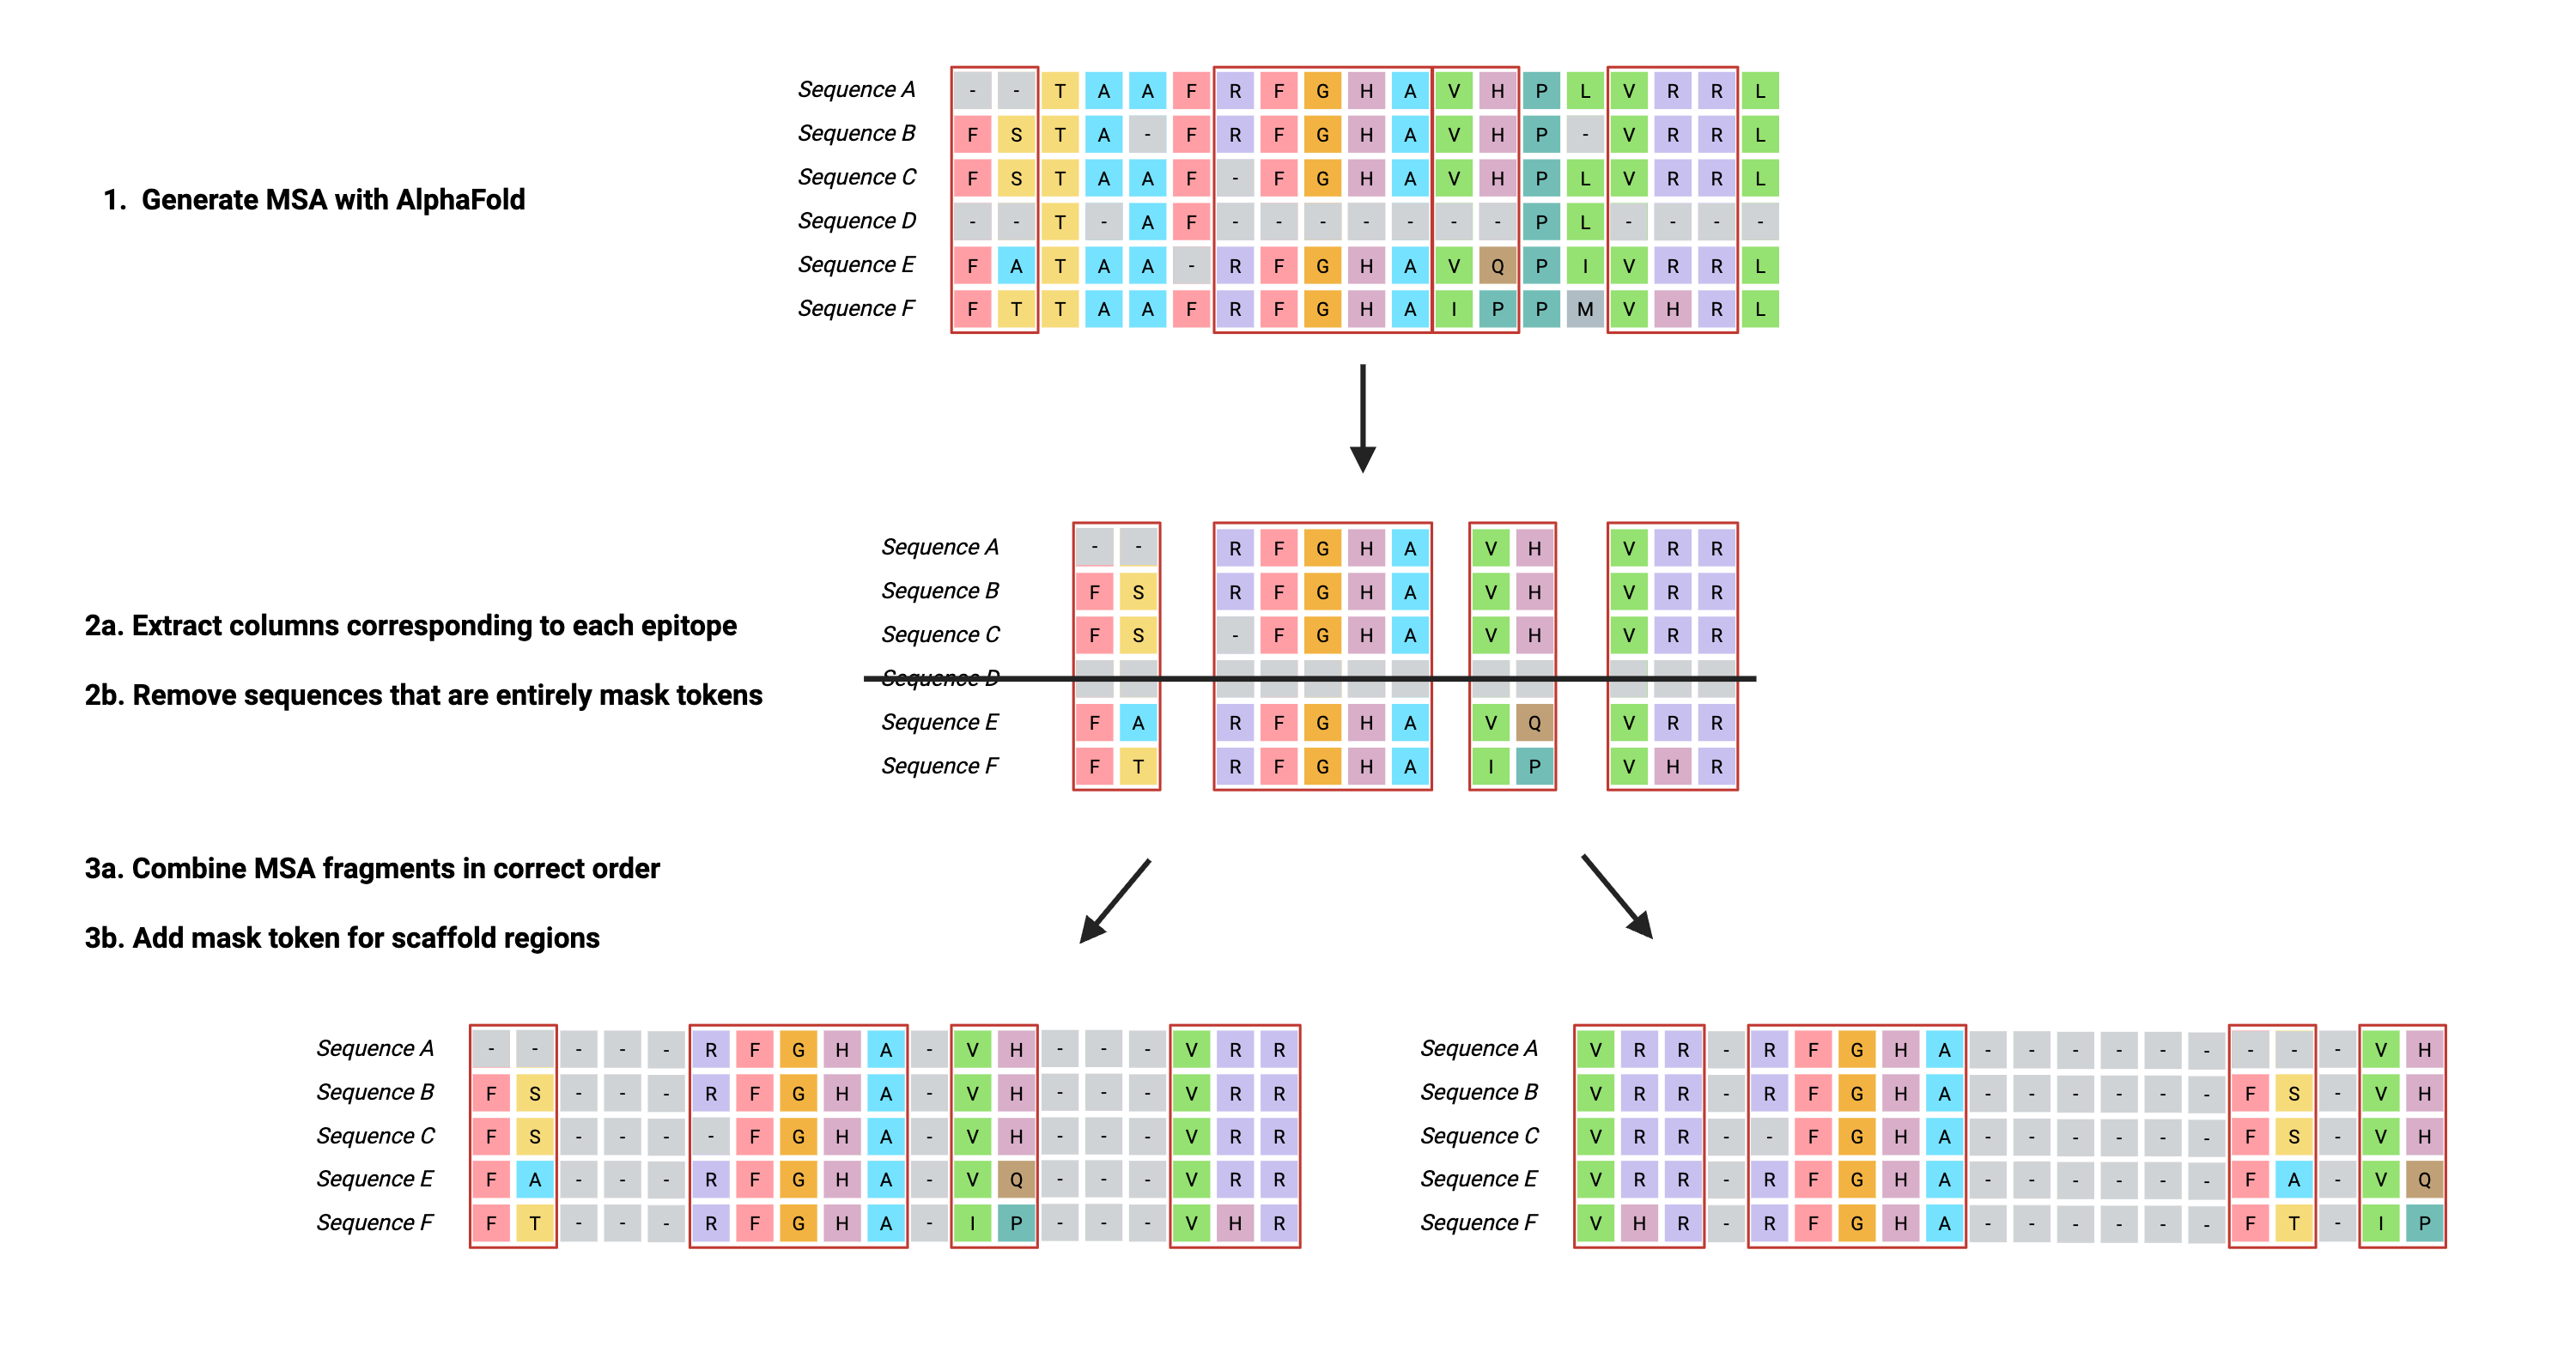 Sequence A - - T A A F R F G H A V H P L V R R L
Sequence B F S T A - F R F G H A V H P - V R R L
Sequence C F S T A A F - F G H A V H P L V R R L
1. Generate MSA with AlphaFold
Sequence D - - T - A F - - - - - - - P L - - - -
Sequence E F A T A A - R F G H A V Q P I V R R L
Sequence F F T T A A F R F G H A I P P M V H R L
Sequence A - - R F G H A V H V R R
Sequence B F S R F G H A V H V R R
2a. Extract columns corresponding to each epitope
Sequence C F S - F G H A V H V R R
Sequence D
2b. Remove sequences that are entirely mask tokens
Sequence E F A R F G H A V Q V R R
Sequence F F T R F G H A I P V H R
3a. Combine MSA fragments in correct order
3b. Add mask token for scaffold regions
Sequence A - - - - - R F G H A - V H - - - V R R
Sequence B F S - - - R F G H A - V H - - - V R R
Sequence C F S - - - - F G H A - V H - - - V R R
Sequence E F A - - - R F G H A - V Q - - - V R R
Sequence F F T - - - R F G H A - I P - - - V H R
Sequence A V R R - R F G H A - - - - - - - - - V H
Sequence B V R R - R F G H A - - - - - - F S - V H
Sequence C V R R - - F G H A - - - - - - F S - V H
Sequence E V R R - R F G H A - - - - - - F A - V Q
Sequence F V H R - R F G H A - - - - - - F T - I P